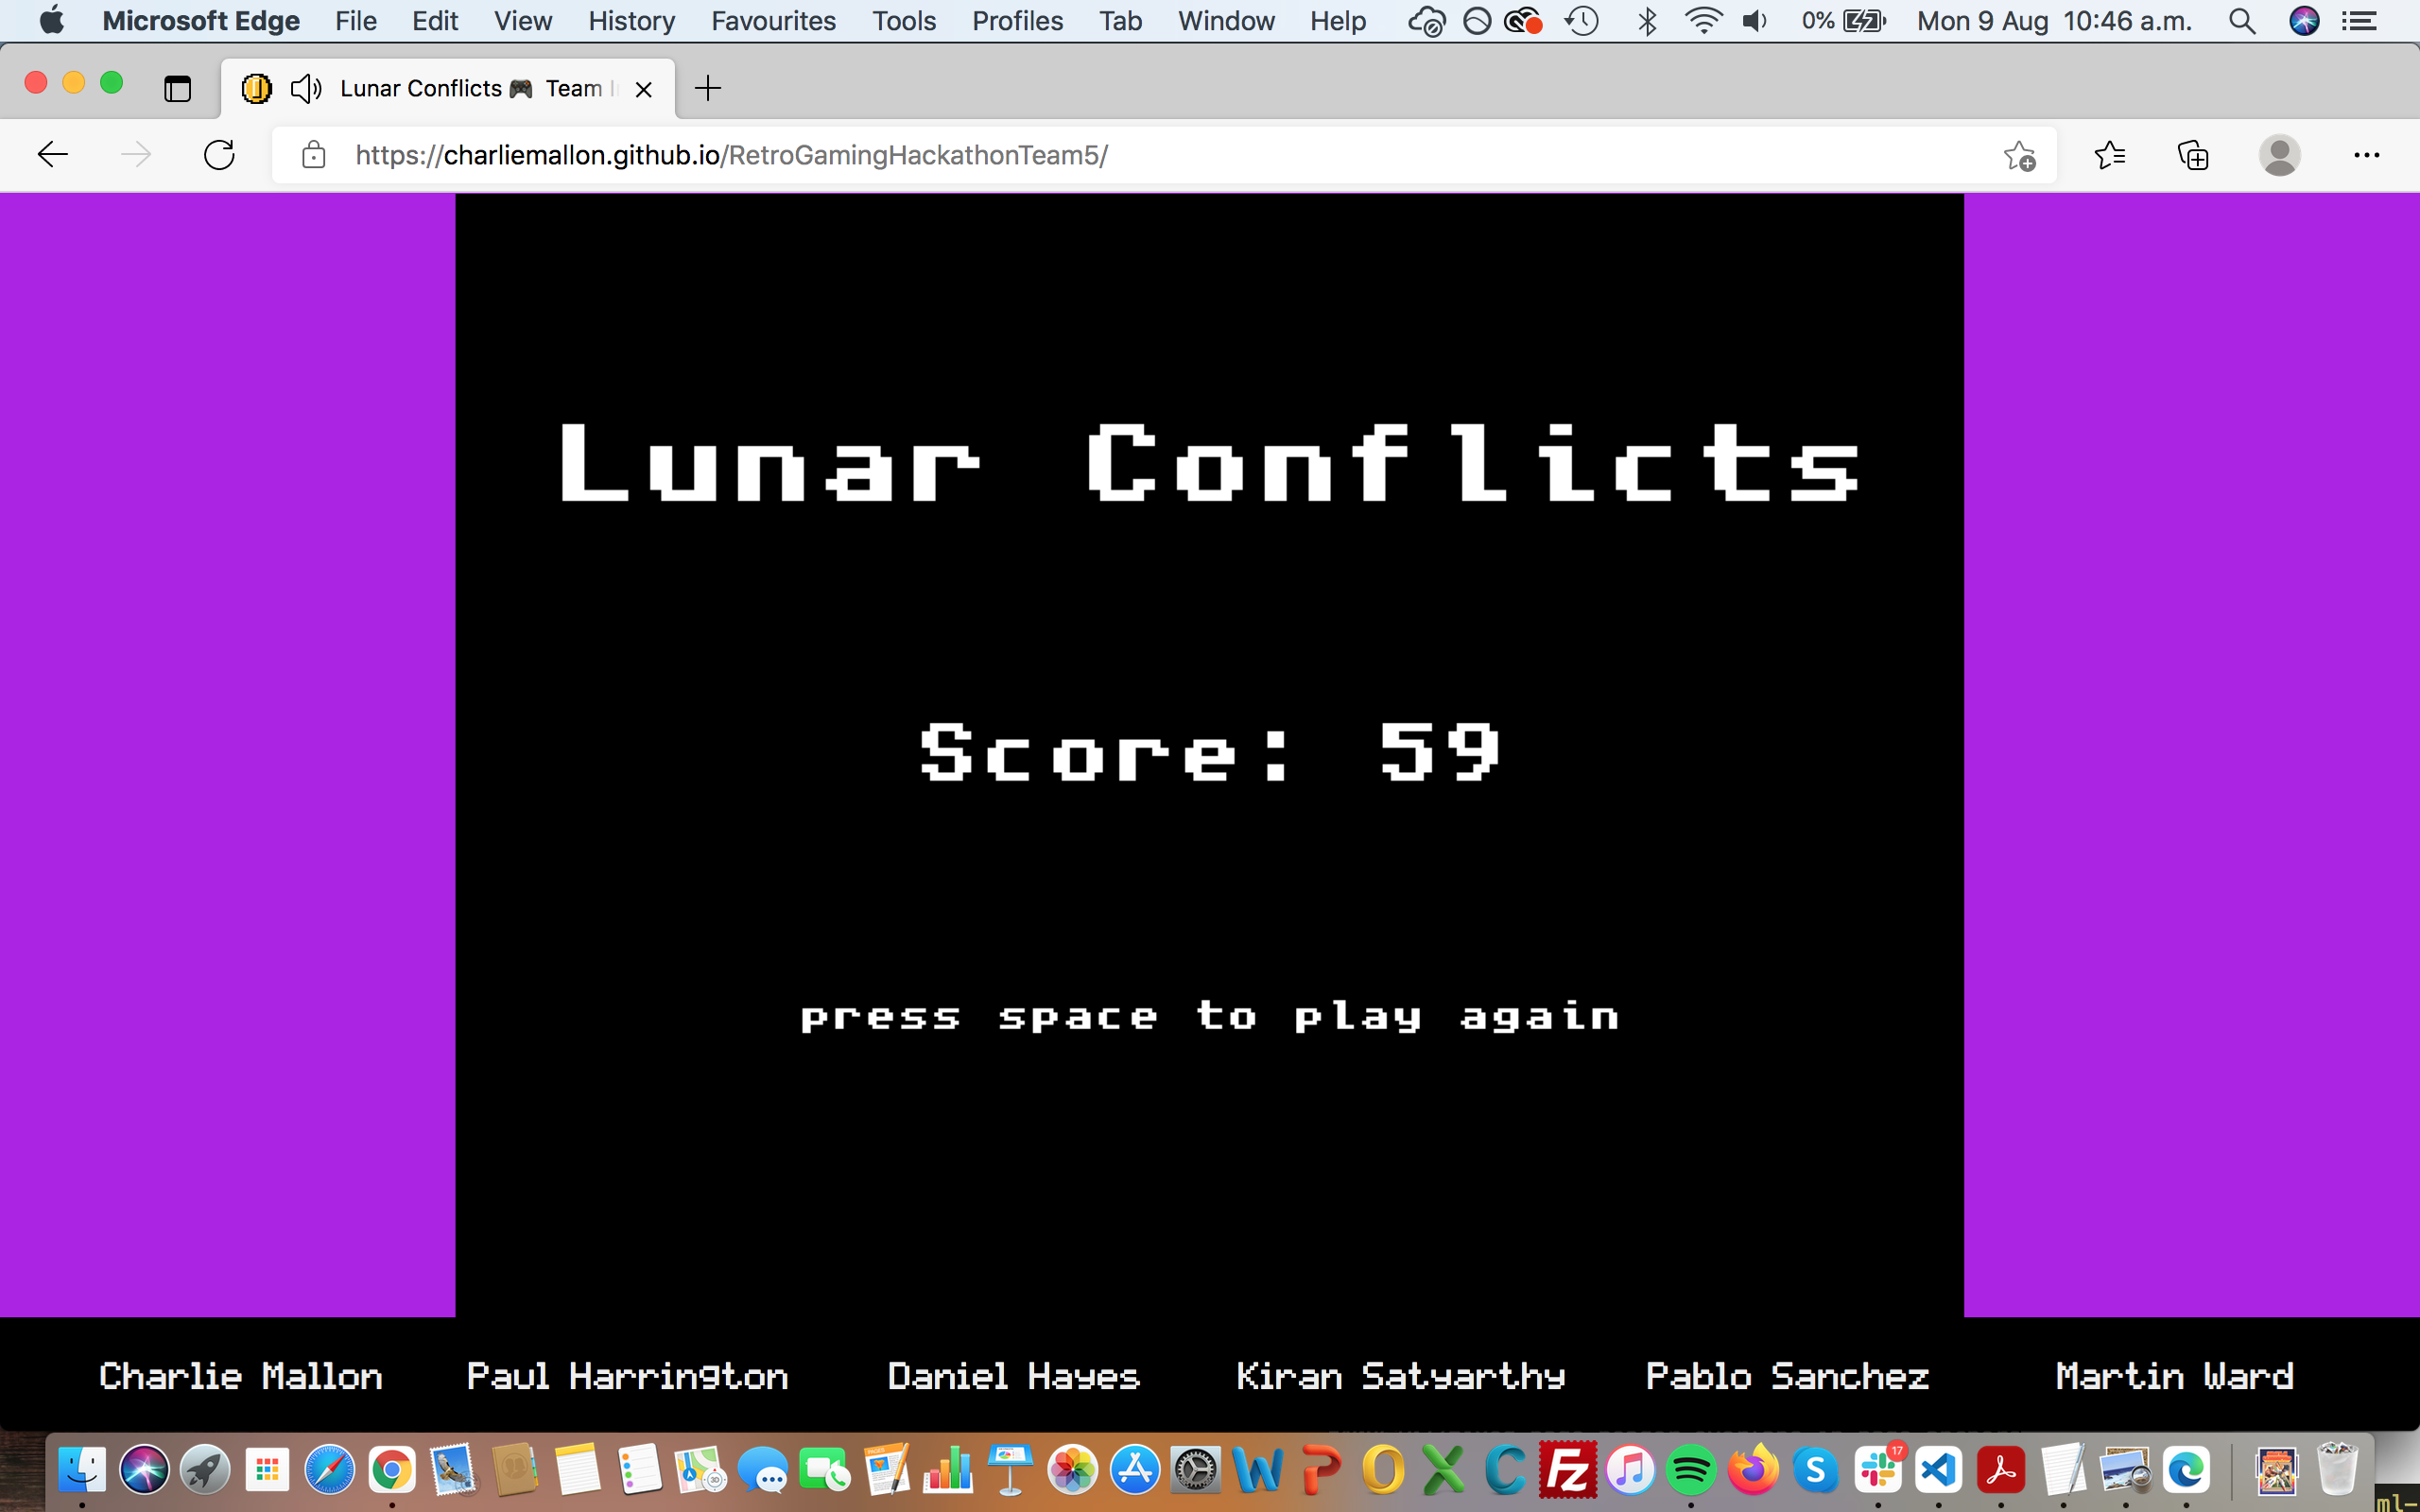 Microsoft Edge File Edit View History Favourites Tools Profiles Tab Window Help 0% Mon 9 Aug 10:46 a.m.
Lunar Conflicts 🎮 Team
https://charliemallon.github.io/RetroGamingHackathonTeam5/
Lunar Conflicts
Score: 59
press space to play again
Charlie Mallon Paul Harrington Daniel Hayes Kiran Satyarthy Pablo Sanchez Martin Ward
17